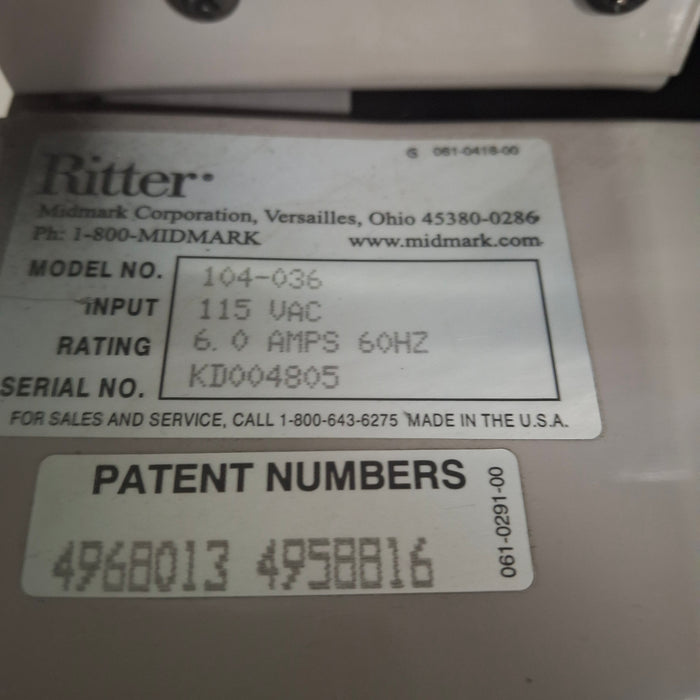 G 061-0418-00
Ritter
Midmark Corporation, Versailles, Ohio 45380-0286
Ph: 1-800-MIDMARK www.midmark.com
MODEL NO. 104-036
INPUT 115 VAC
RATING 6.0 AMPS 60HZ
SERIAL NO. KD004805
FOR SALES AND SERVICE, CALL 1-800-643-6275 MADE IN THE U.S.A.
PATENT NUMBERS
4968013 4958816
061-0291-00